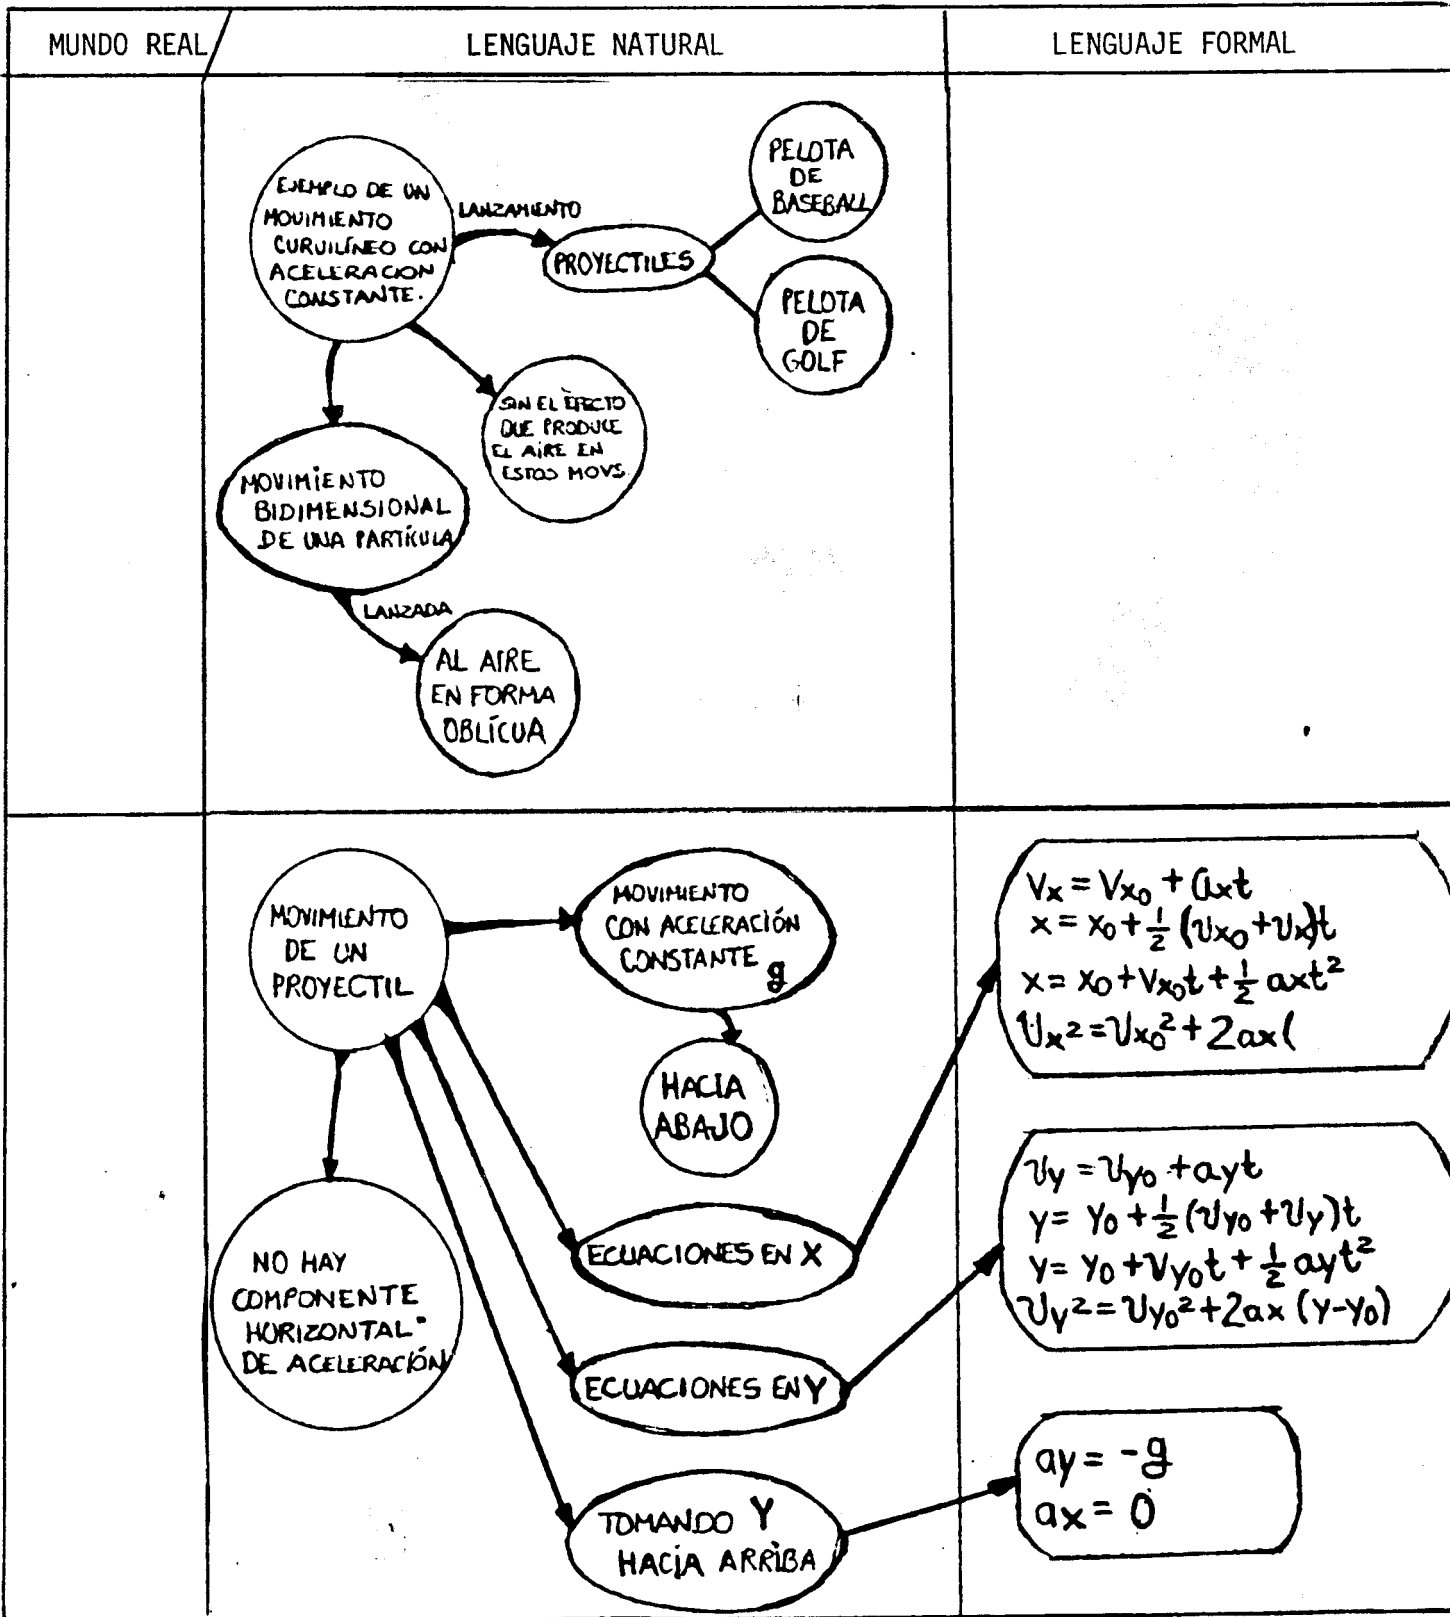 MUNDO REAL
LENGUAJE NATURAL
LENGUAJE FORMAL
EJEMPLO DE UN
MOVIMIENTO
CURVILÍNEO CON
ACELERACION
CONSTANTE.
LANZAMIENTO
PROYECTILES
PELOTA
DE
BASEBALL
PELOTA
DE
GOLF
SIN EL EFECTO
QUE PRODUCE
EL AIRE EN
ESTOS MOVS.
MOVIMIENTO
BIDIMENSIONAL
DE UNA PARTÍCULA
LANZADA
AL AIRE
EN FORMA
OBLÍCUA
MOVIMIENTO
DE UN
PROYECTIL
MOVIMIENTO
CON ACELERACIÓN
CONSTANTE g
HACIA
ABAJO
NO HAY
COMPONENTE
HORIZONTAL
DE ACELERACIÓN
ECUACIONES EN X
ECUACIONES EN Y
TOMANDO Y
HACIA ARRIBA
Vx = Vx₀ + axt
x = x₀ + ½ (Vx₀ + Vx)t
x = x₀ + Vx₀t + ½ axt²
Vx² = Vx₀² + 2ax(
Vy = Vy₀ + ayt
y = y₀ + ½ (Vy₀ + Vy)t
y = y₀ + Vy₀t + ½ ayt²
Vy² = Vy₀² + 2ax (y-y₀)
ay = -g
ax = 0